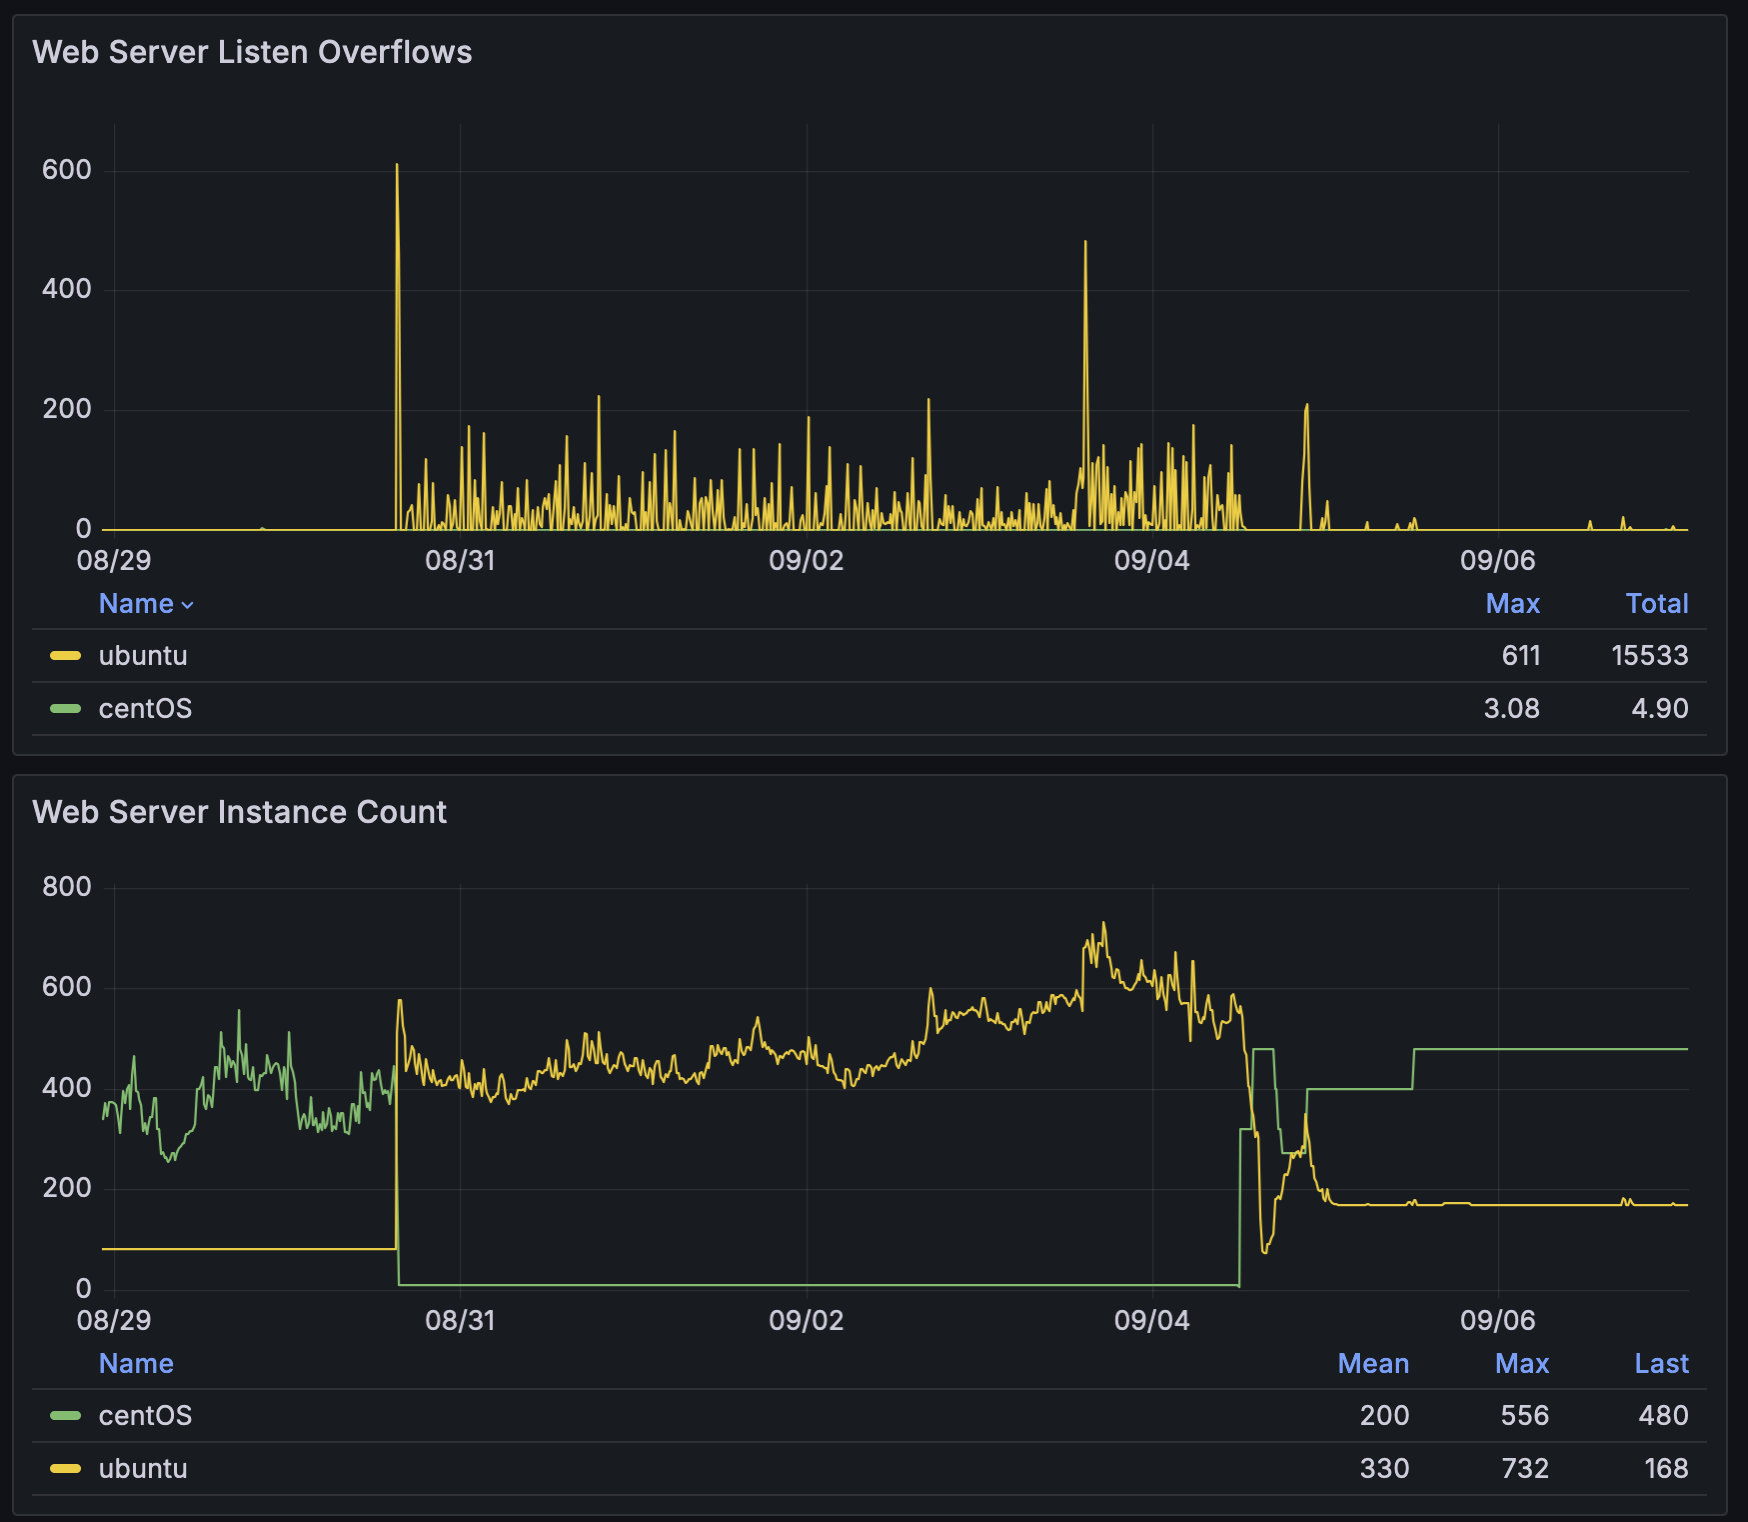 Web Server Listen Overflows
600
400
200
0
08/29 08/31 09/02 09/04 09/06
Name Max Total
ubuntu 611 15533
centOS 3.08 4.90
Web Server Instance Count
800
600
400
200
0
08/29 08/31 09/02 09/04 09/06
Name Mean Max Last
centOS 200 556 480
ubuntu 330 732 168